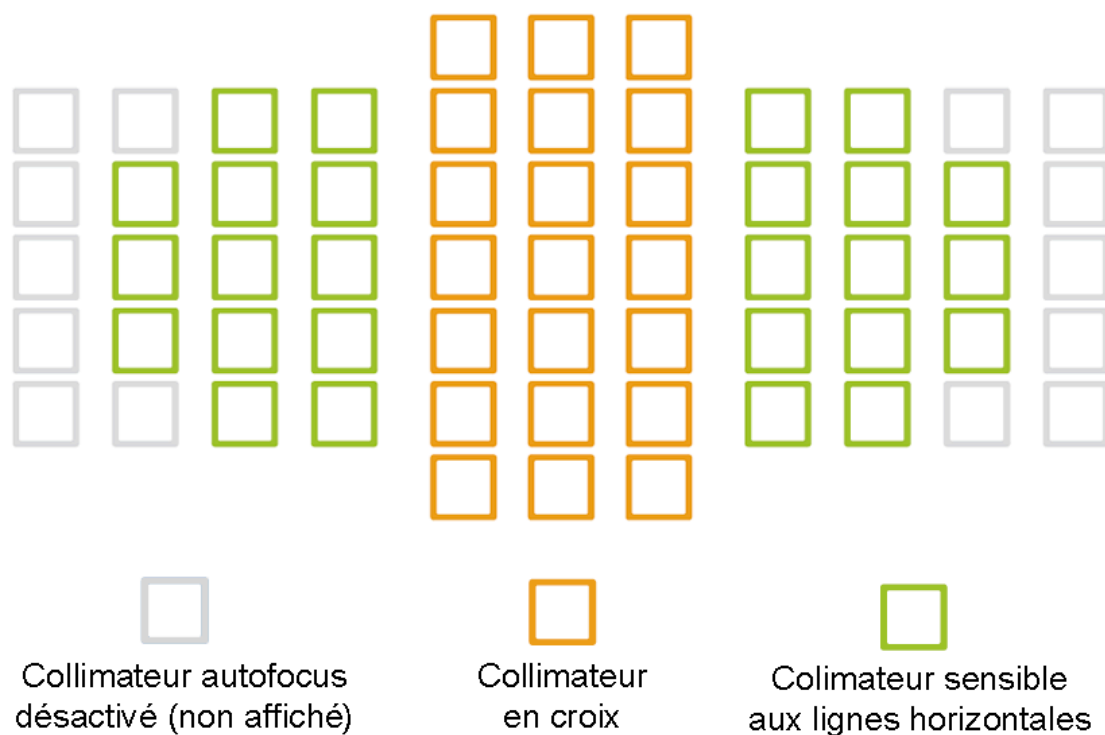 Collimateur autofocus
désactivé (non affiché)
Collimateur
en croix
Colimateur sensible
aux lignes horizontales